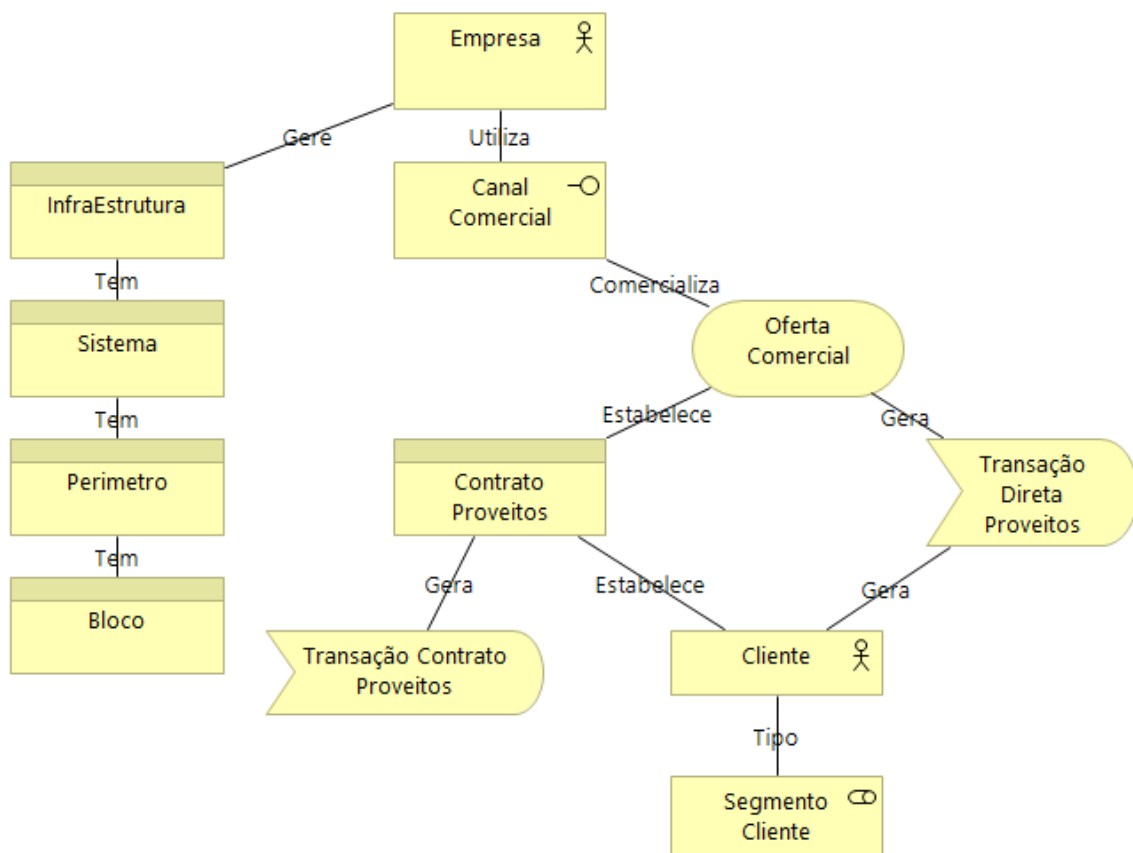 Empresa
Gere
Utiliza
InfraEstrutura
Canal
Comercial
Tem
Comercializa
Sistema
Oferta
Comercial
Tem
Estabelece
Gera
Perimetro
Contrato
Proveitos
Transação
Direta
Proveitos
Tem
Gera
Estabelece
Gera
Bloco
Transação Contrato
Proveitos
Cliente
Tipo
Segmento
Cliente